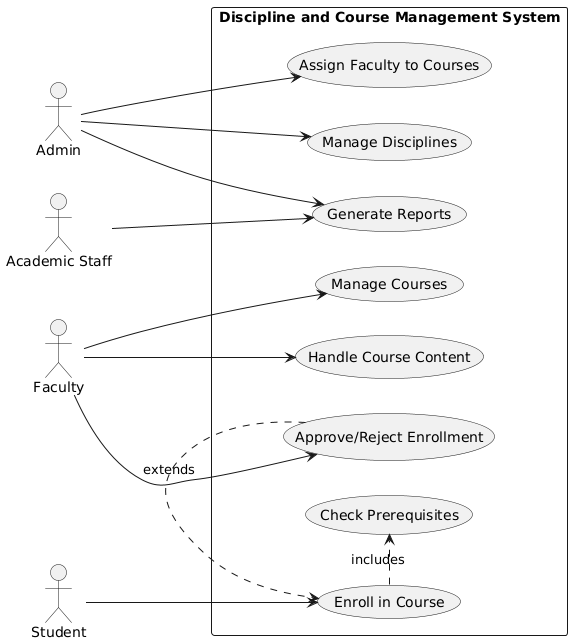 Discipline and Course Management System
Assign Faculty to Courses
Admin
Manage Disciplines
Generate Reports
Academic Staff
Manage Courses
Handle Course Content
Faculty
Approve/Reject Enrollment
extends
Check Prerequisites
includes
Enroll in Course
Student